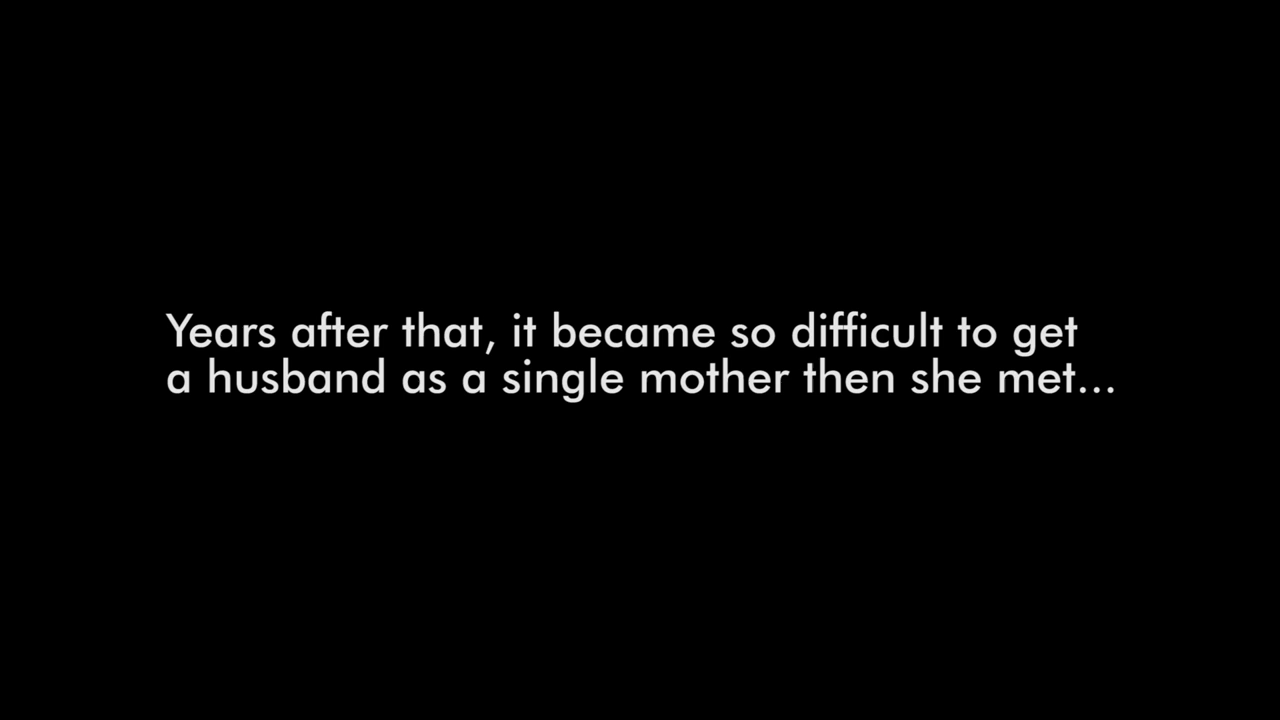 Years after that, it became so difficult to get
a husband as a single mother then she met...